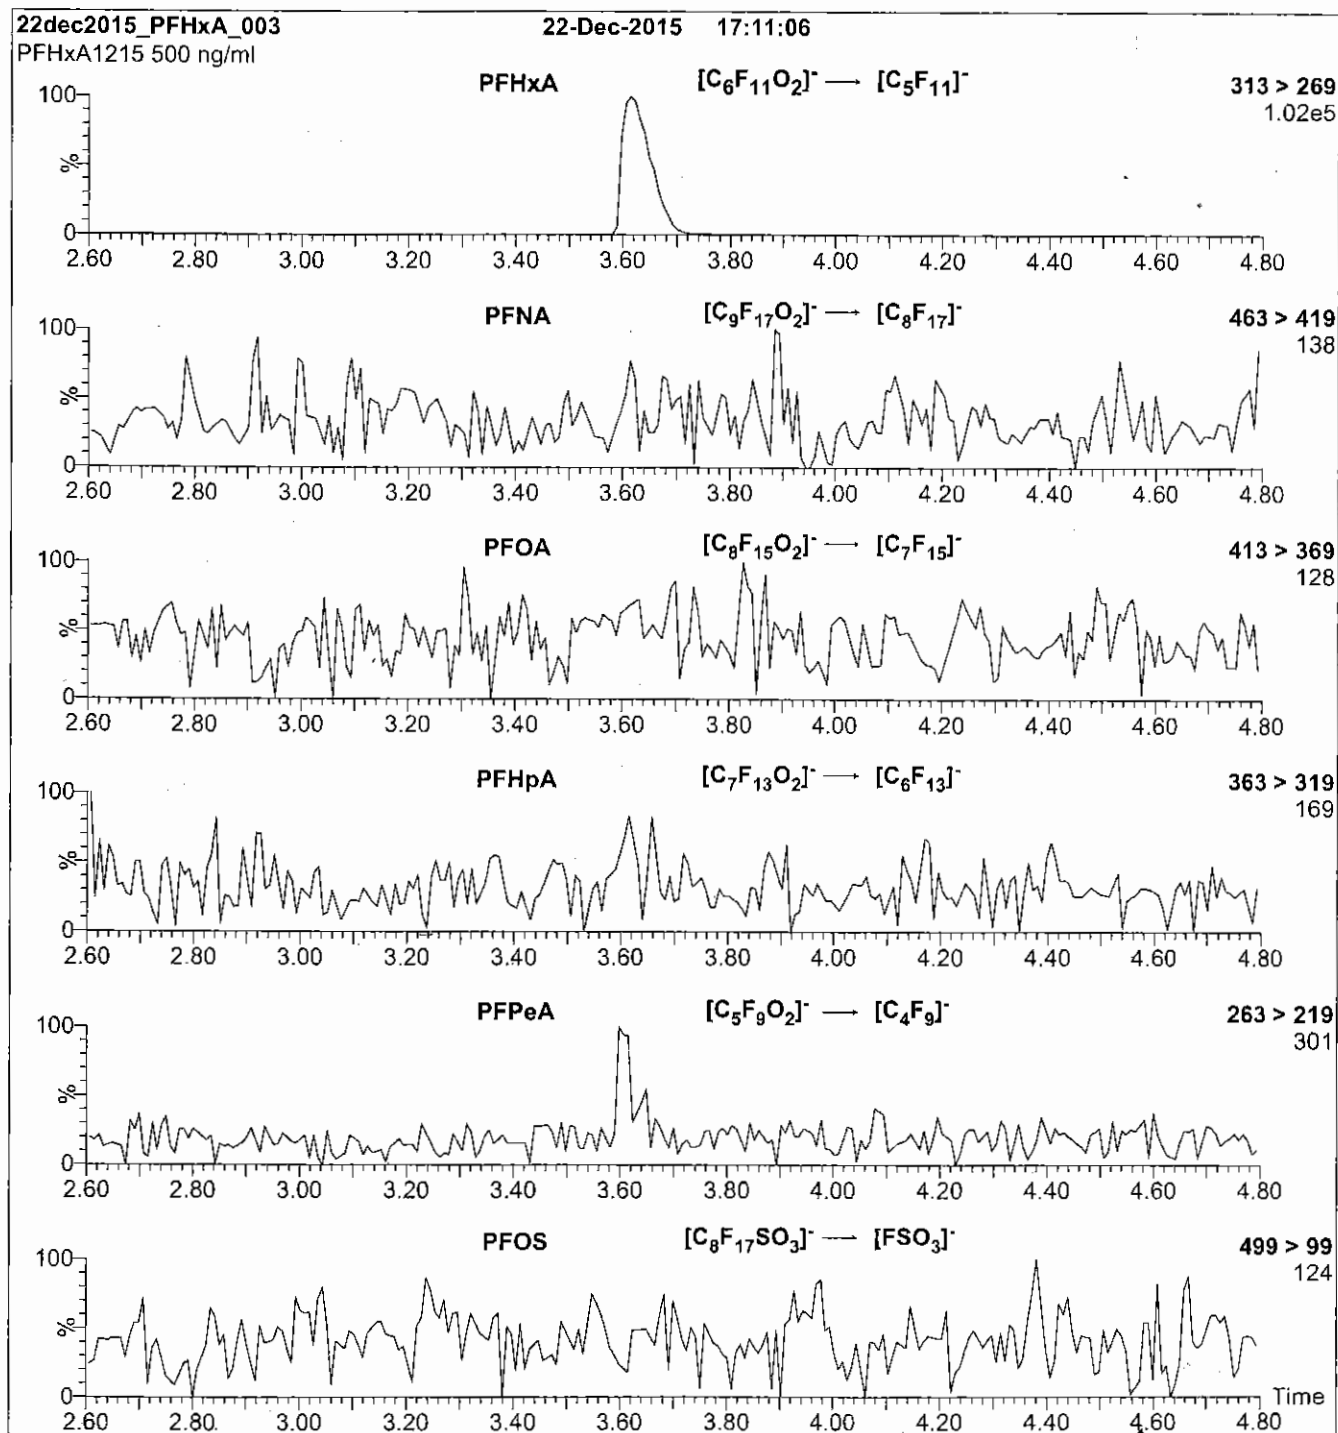 22dec2015_PFHxA_003 22-Dec-2015 17:11:06
PFHxA1215 500 ng/ml
PFHxA [C₆F₁₁O₂]⁻ → [C₅F₁₁]⁻ 313 > 269
1.02e5
100
%
0
2.60 2.80 3.00 3.20 3.40 3.60 3.80 4.00 4.20 4.40 4.60 4.80
PFNA [C₉F₁₇O₂]⁻ → [C₈F₁₇]⁻ 463 > 419
138
100
%
0
2.60 2.80 3.00 3.20 3.40 3.60 3.80 4.00 4.20 4.40 4.60 4.80
PFOA [C₈F₁₅O₂]⁻ → [C₇F₁₅]⁻ 413 > 369
128
100
%
0
2.60 2.80 3.00 3.20 3.40 3.60 3.80 4.00 4.20 4.40 4.60 4.80
PFHpA [C₇F₁₃O₂]⁻ → [C₆F₁₃]⁻ 363 > 319
169
100
%
0
2.60 2.80 3.00 3.20 3.40 3.60 3.80 4.00 4.20 4.40 4.60 4.80
PFPeA [C₅F₉O₂]⁻ → [C₄F₉]⁻ 263 > 219
301
100
%
0
2.60 2.80 3.00 3.20 3.40 3.60 3.80 4.00 4.20 4.40 4.60 4.80
PFOS [C₈F₁₇SO₃]⁻ → [FSO₃]⁻ 499 > 99
124
100
%
0
Time
2.60 2.80 3.00 3.20 3.40 3.60 3.80 4.00 4.20 4.40 4.60 4.80